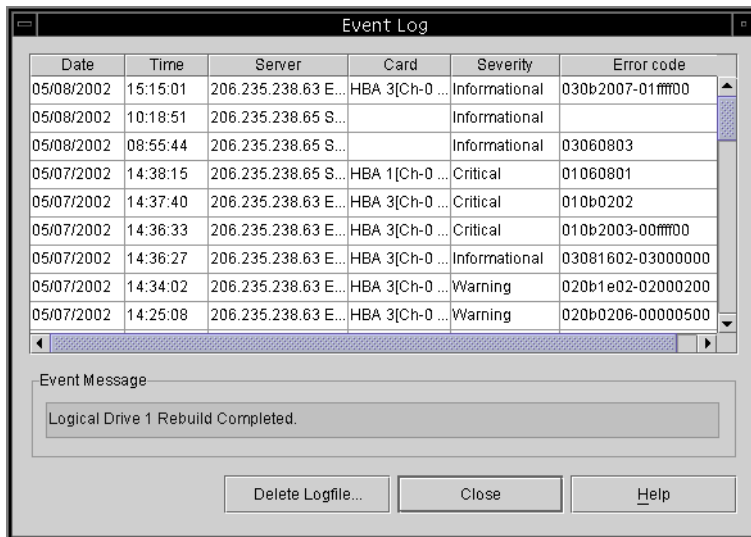 Event Log
Date Time Server Card Severity Error code
05/08/2002 15:15:01 206.235.238.63 E... HBA 3[Ch-0 ... Informational 030b2007-01ffff00
05/08/2002 10:18:51 206.235.238.65 S... Informational
05/08/2002 08:55:44 206.235.238.65 S... Informational 03060803
05/07/2002 14:38:15 206.235.238.65 S... HBA 1[Ch-0 ... Critical 01060801
05/07/2002 14:37:40 206.235.238.63 E... HBA 3[Ch-0 ... Critical 010b0202
05/07/2002 14:36:33 206.235.238.63 E... HBA 3[Ch-0 ... Critical 010b2003-00ffff00
05/07/2002 14:36:27 206.235.238.63 E... HBA 3[Ch-0 ... Informational 03081602-03000000
05/07/2002 14:34:02 206.235.238.63 E... HBA 3[Ch-0 ... Warning 020b1e02-02000200
05/07/2002 14:25:08 206.235.238.63 E... HBA 3[Ch-0 ... Warning 020b0206-00000500
Event Message
Logical Drive 1 Rebuild Completed.
Delete Logfile... Close Help